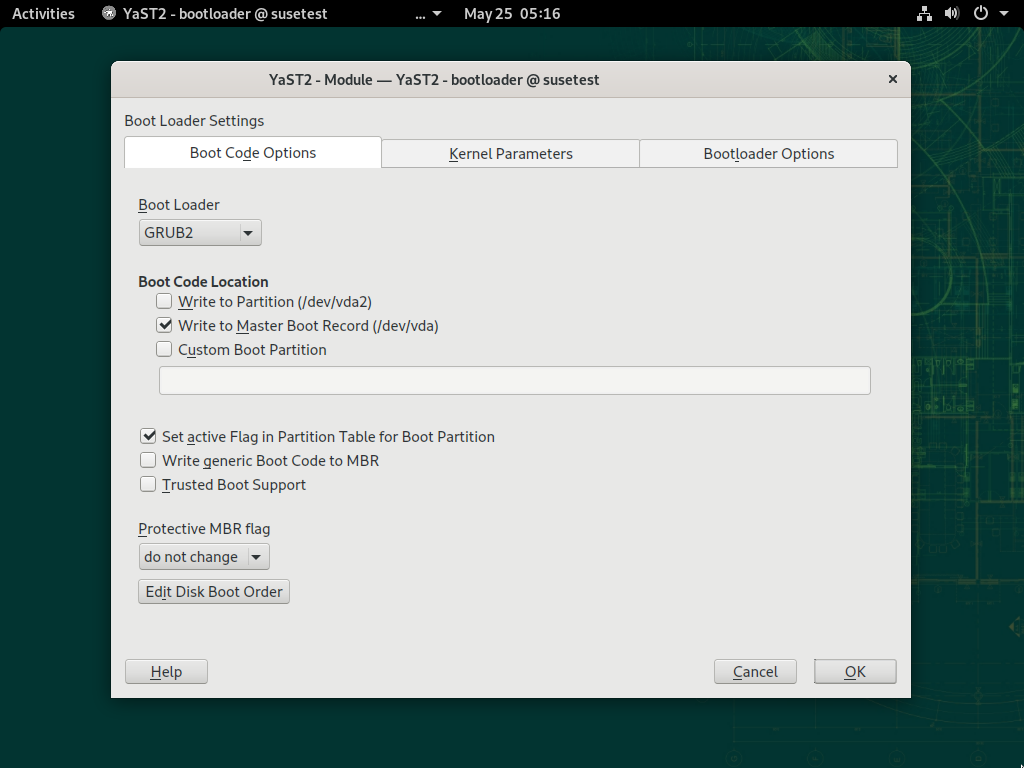 Activities YaST2 - bootloader @ susetest ... May 25 05:16
YaST2 - Module — YaST2 - bootloader @ susetest
Boot Loader Settings
Boot Code Options Kernel Parameters Bootloader Options
Boot Loader
GRUB2
Boot Code Location
Write to Partition (/dev/vda2)
Write to Master Boot Record (/dev/vda)
Custom Boot Partition
Set active Flag in Partition Table for Boot Partition
Write generic Boot Code to MBR
Trusted Boot Support
Protective MBR flag
do not change
Edit Disk Boot Order
Help Cancel OK